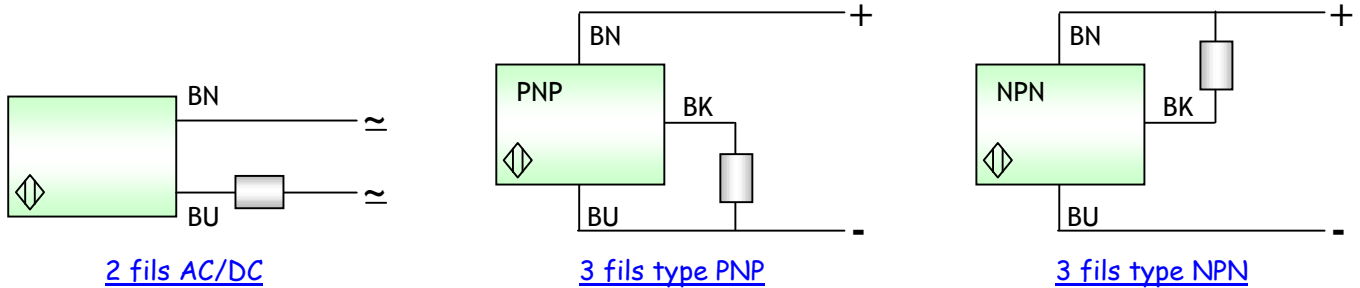 BN
≃
BU
≃
2 fils AC/DC
+
BN
PNP
BK
BU
-
3 fils type PNP
+
BN
NPN
BK
BU
-
3 fils type NPN